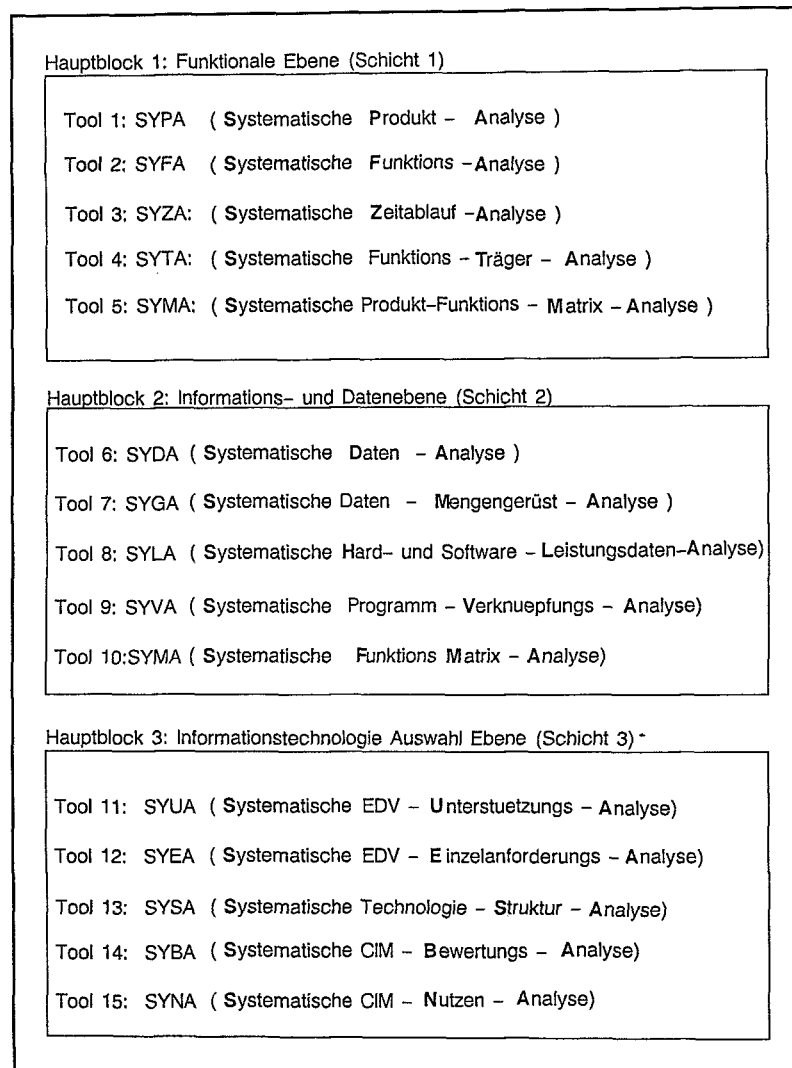 Hauptblock 1: Funktionale Ebene (Schicht 1)
Tool 1: SYPA ( Systematische Produkt – Analyse )
Tool 2: SYFA ( Systematische Funktions –Analyse )
Tool 3: SYZA: ( Systematische Zeitablauf –Analyse )
Tool 4: SYTA: ( Systematische Funktions – Träger – Analyse )
Tool 5: SYMA: ( Systematische Produkt–Funktions – Matrix – Analyse )
Hauptblock 2: Informations– und Datenebene (Schicht 2)
Tool 6: SYDA ( Systematische Daten – Analyse )
Tool 7: SYGA ( Systematische Daten – Mengengerüst – Analyse )
Tool 8: SYLA ( Systematische Hard– und Software – Leistungsdaten–Analyse)
Tool 9: SYVA ( Systematische Programm – Verknuepfungs – Analyse)
Tool 10:SYMA ( Systematische Funktions Matrix – Analyse)
Hauptblock 3: Informationstechnologie Auswahl Ebene (Schicht 3)
Tool 11: SYUA ( Systematische EDV – Unterstuetzungs – Analyse)
Tool 12: SYEA ( Systematische EDV – Einzelanforderungs – Analyse)
Tool 13: SYSA ( Systematische Technologie – Struktur – Analyse)
Tool 14: SYBA ( Systematische CIM – Bewertungs – Analyse)
Tool 15: SYNA ( Systematische CIM – Nutzen – Analyse)